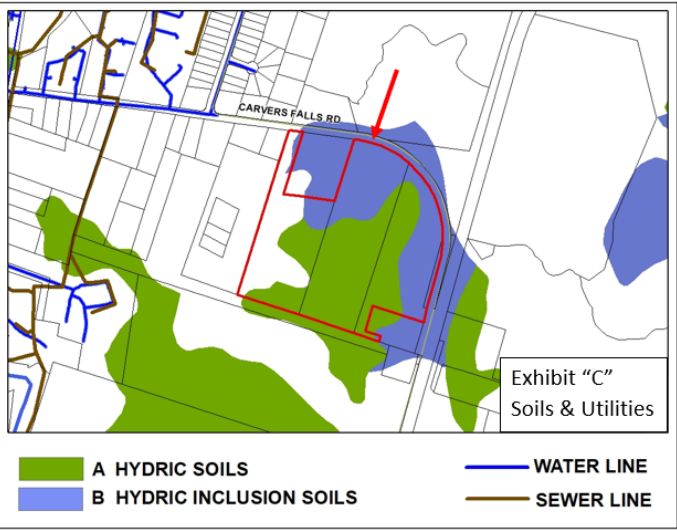 CARVERS FALLS RD
Exhibit “C”
Soils & Utilities
A HYDRIC SOILS
WATER LINE
B HYDRIC INCLUSION SOILS
SEWER LINE